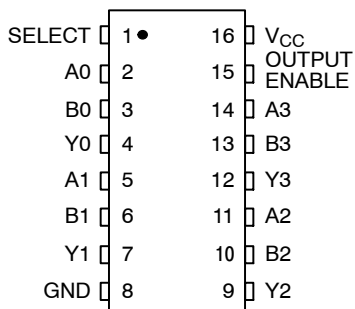 SELECT 1 16 VCC
A0 2 15 OUTPUT ENABLE
B0 3 14 A3
Y0 4 13 B3
A1 5 12 Y3
B1 6 11 A2
Y1 7 10 B2
GND 8 9 Y2